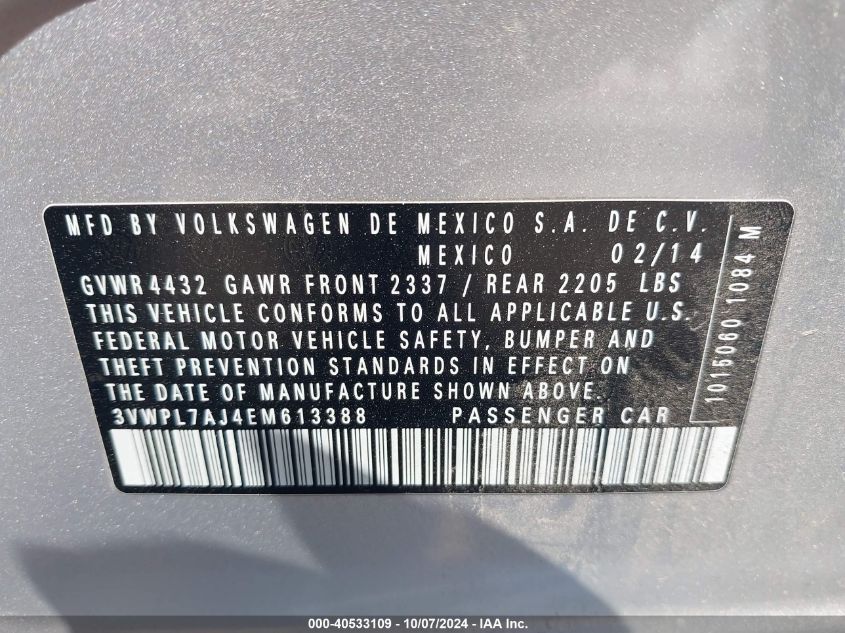 MFD BY VOLKSWAGEN DE MEXICO S.A. DE C.V.
MEXICO 02/14
GVWR 4432 GAWR FRONT 2337 / REAR 2205 LBS
THIS VEHICLE CONFORMS TO ALL APPLICABLE U.S.
FEDERAL MOTOR VEHICLE SAFETY, BUMPER AND
THEFT PREVENTION STANDARDS IN EFFECT ON
THE DATE OF MANUFACTURE SHOWN ABOVE.
3VWPL7AJ4EM613388 PASSENGER CAR
1015060 1084 M
000-40533109 - 10/07/2024 - IAA Inc.